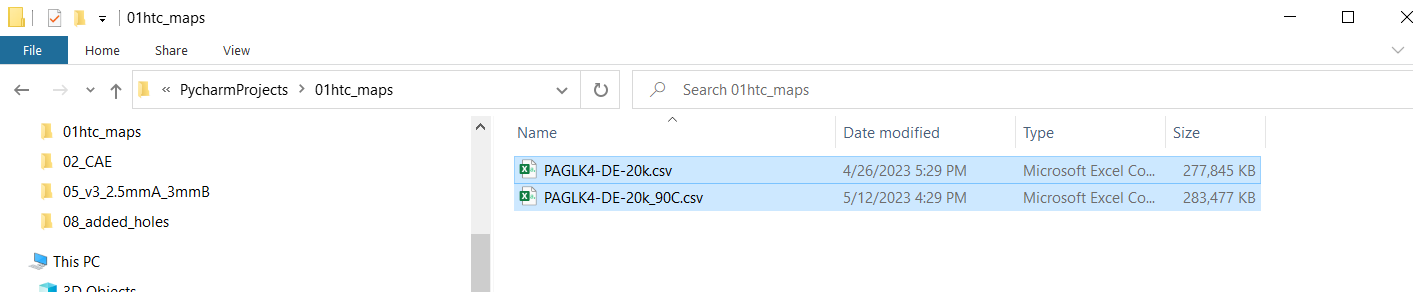 01htc_maps
File Home Share View
« PycharmProjects > 01htc_maps Search 01htc_maps
01htc_maps
02_CAE
05_v3_2.5mmA_3mmB
08_added_holes
This PC
3D Objects
Name Date modified Type Size
PAGLK4-DE-20k.csv 4/26/2023 5:29 PM Microsoft Excel Co... 277,845 KB
PAGLK4-DE-20k_90C.csv 5/12/2023 4:29 PM Microsoft Excel Co... 283,477 KB